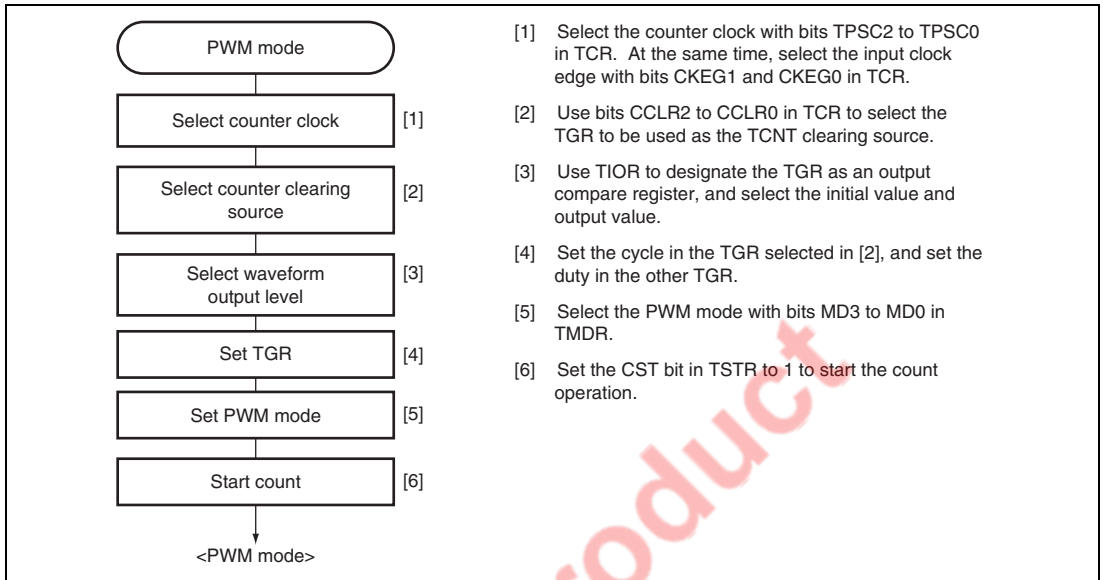 PWM mode
Select counter clock [1]
Select counter clearing
source [2]
Select waveform
output level [3]
Set TGR [4]
Set PWM mode [5]
Start count [6]
<PWM mode>
[1] Select the counter clock with bits TPSC2 to TPSC0
in TCR. At the same time, select the input clock
edge with bits CKEG1 and CKEG0 in TCR.
[2] Use bits CCLR2 to CCLR0 in TCR to select the
TGR to be used as the TCNT clearing source.
[3] Use TIOR to designate the TGR as an output
compare register, and select the initial value and
output value.
[4] Set the cycle in the TGR selected in [2], and set the
duty in the other TGR.
[5] Select the PWM mode with bits MD3 to MD0 in
TMDR.
[6] Set the CST bit in TSTR to 1 to start the count
operation.